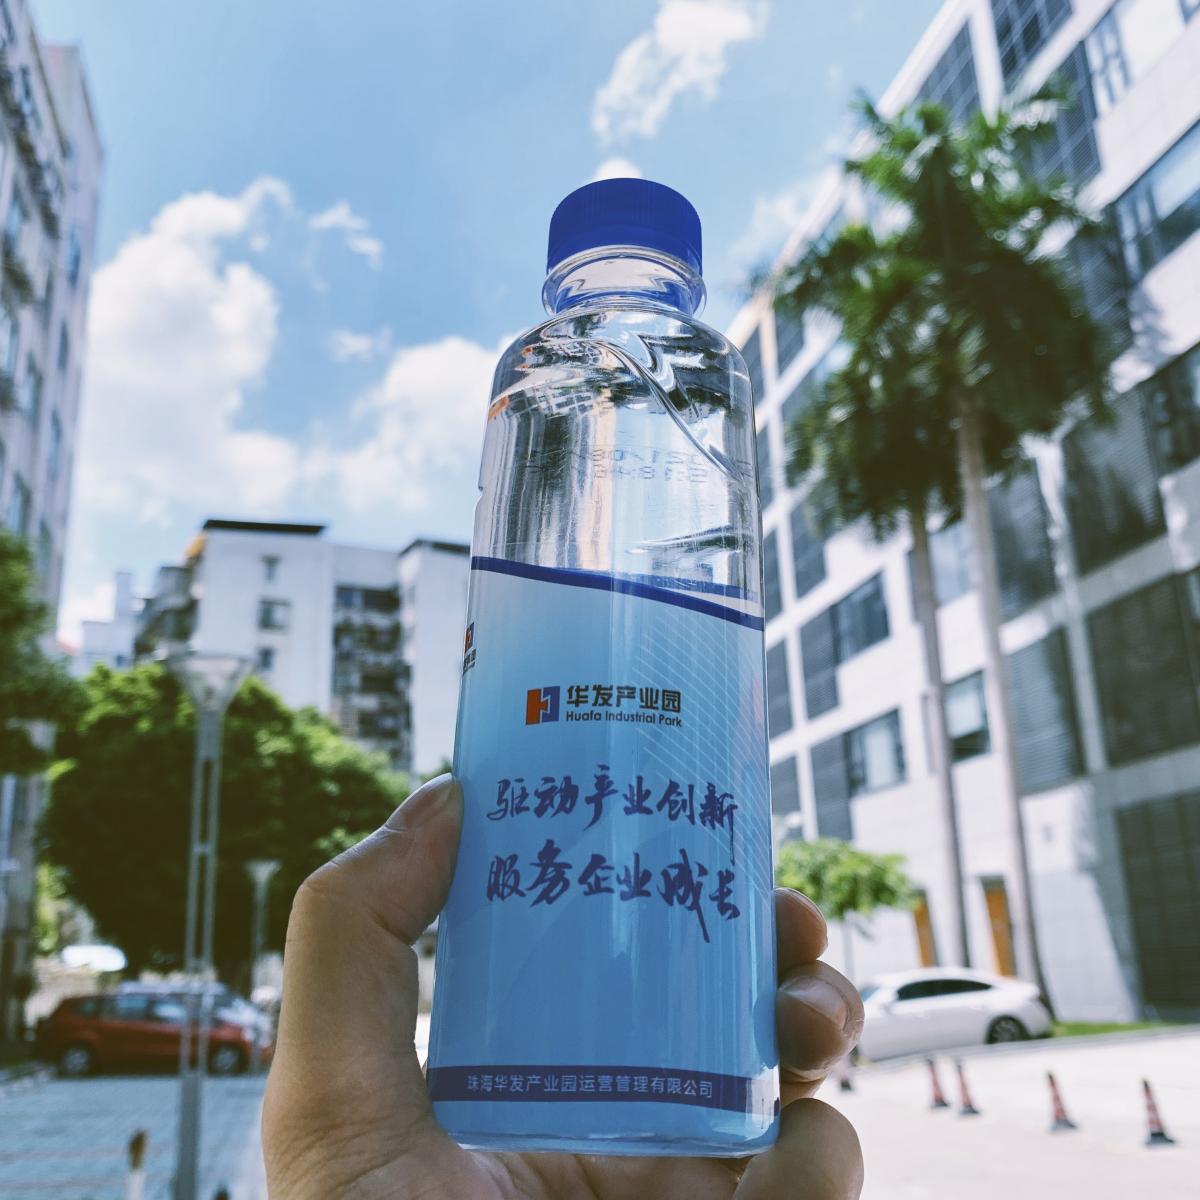 华发产业园
Huafa Industrial Park
驱动产业创新
服务企业成长
珠海华发产业园运营管理有限公司